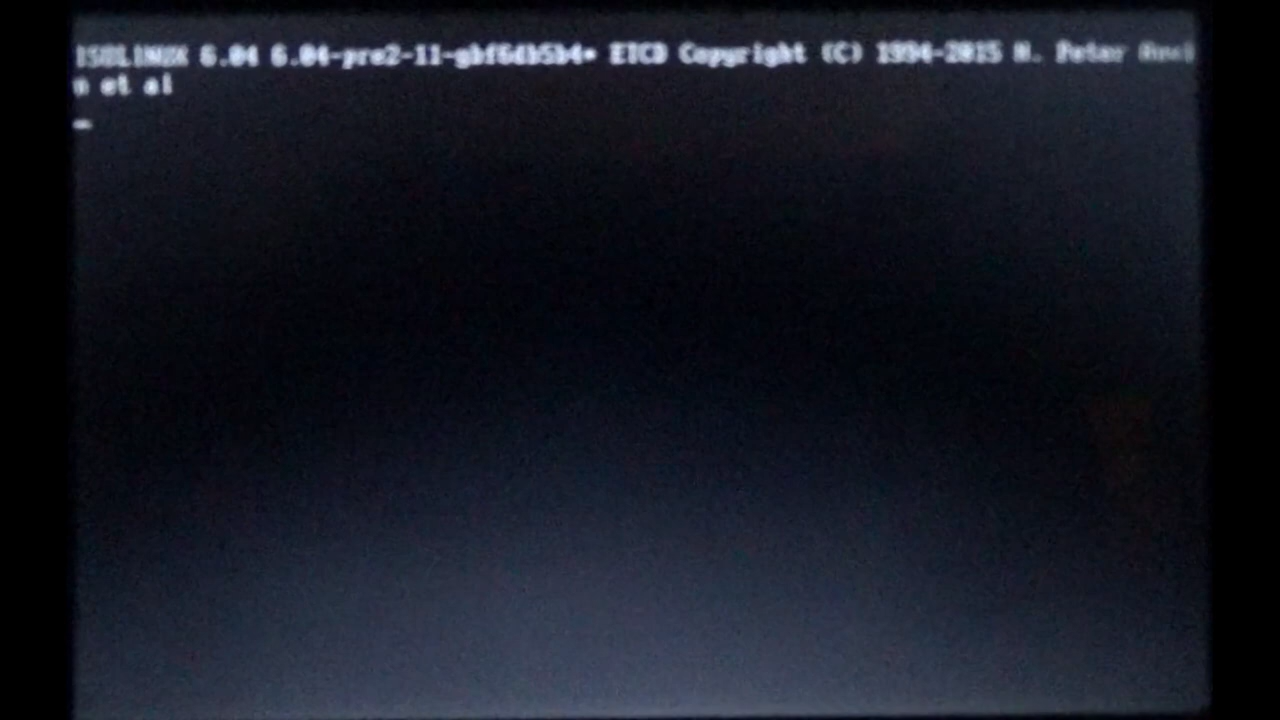 ISOLINUX 6.04 6.04-pre2-11-gbf6db5b4* ETCD Copyright (C) 1994-2015 H. Peter Anvi
n et al
_